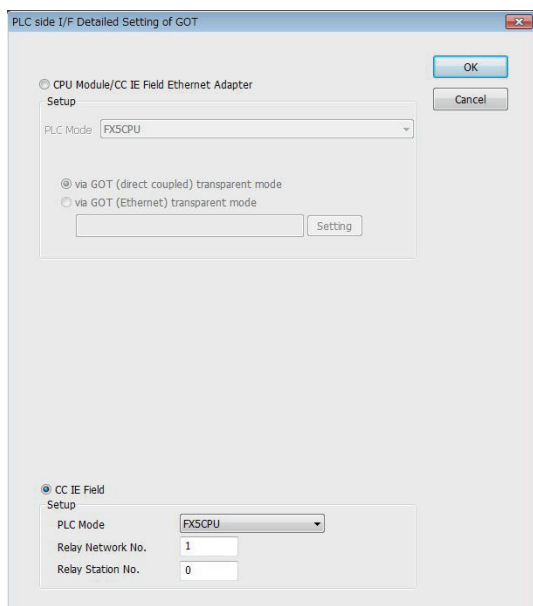 PLC side I/F Detailed Setting of GOT
OK
CPU Module/CC IE Field Ethernet Adapter
Cancel
Setup
PLC Mode FX5CPU
via GOT (direct coupled) transparent mode
via GOT (Ethernet) transparent mode
Setting
CC IE Field
Setup
PLC Mode FX5CPU
Relay Network No. 1
Relay Station No. 0